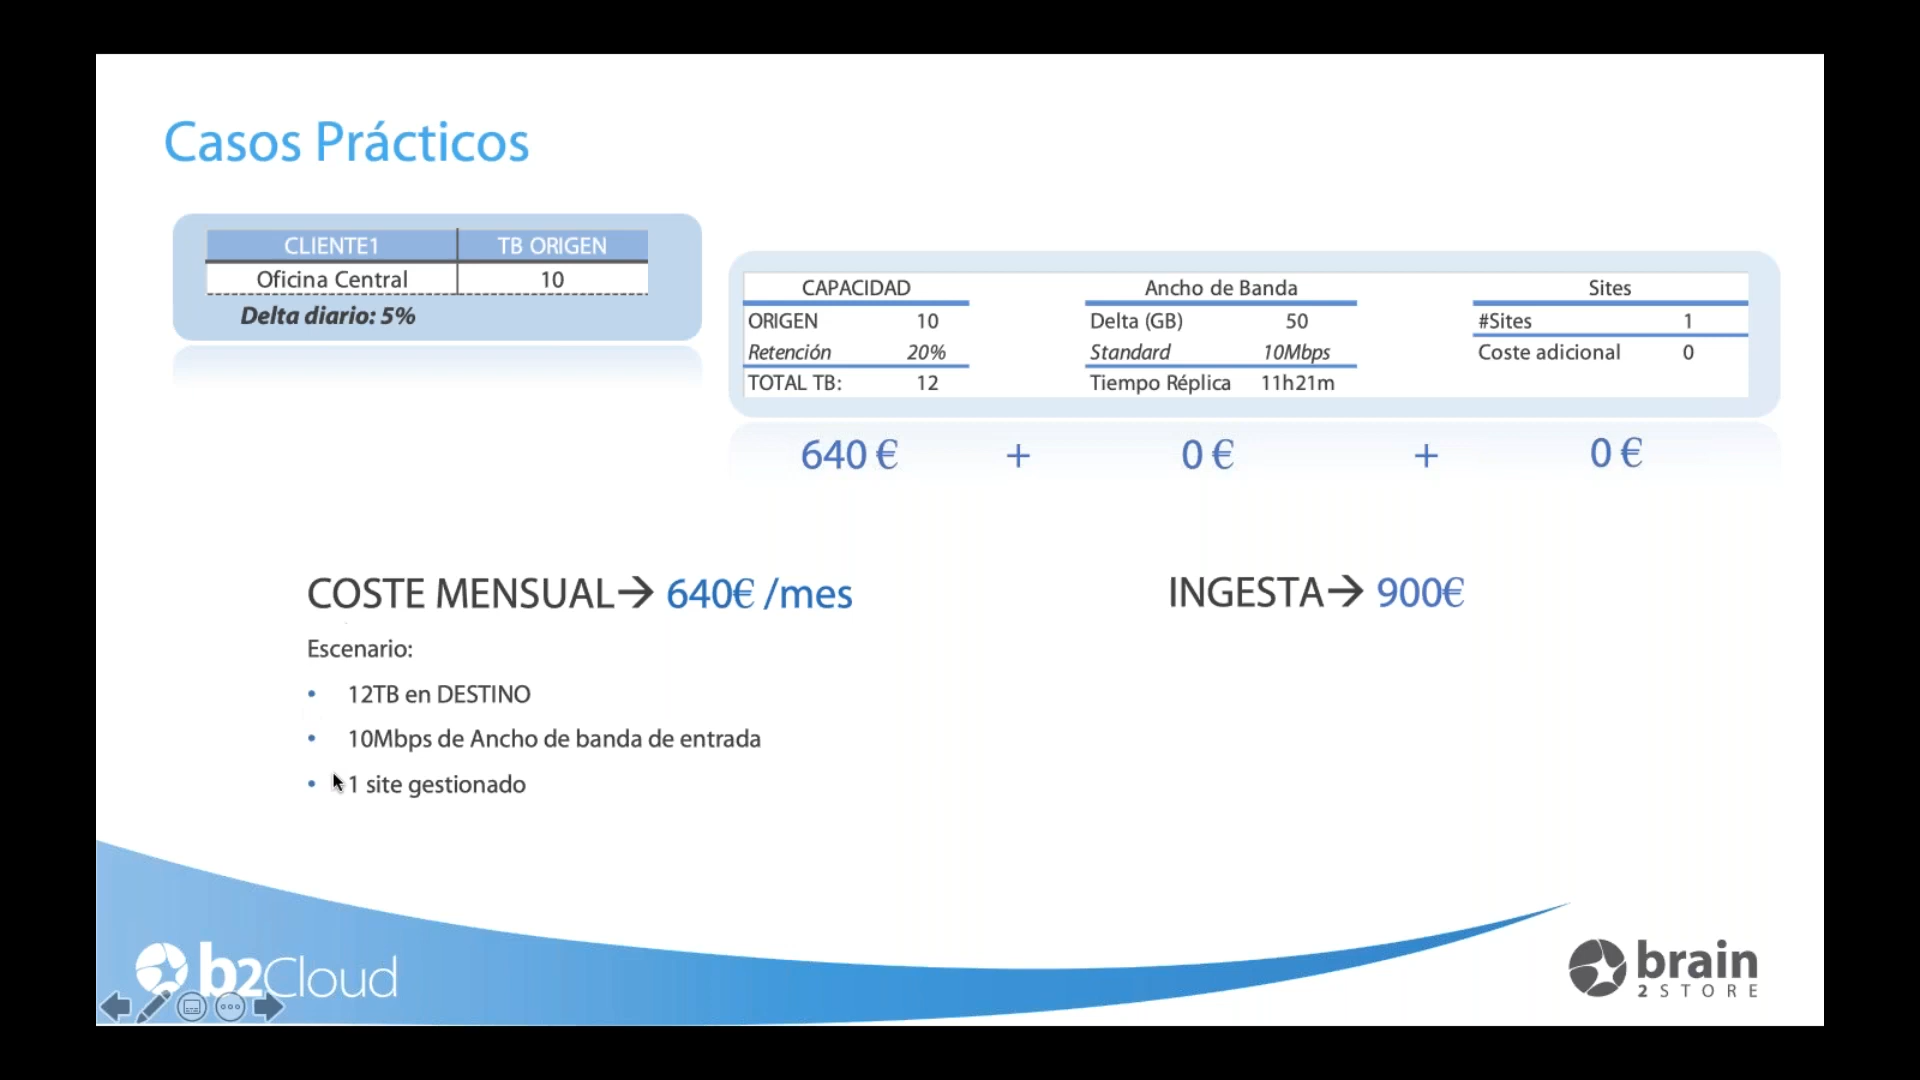 Casos Prácticos
CLIENTE1 TB ORIGEN
Oficina Central 10
Delta diario: 5%
CAPACIDAD Ancho de Banda Sites
ORIGEN 10 Delta (GB) 50 #Sites 1
Retención 20% Standard 10Mbps Coste adicional 0
TOTAL TB: 12 Tiempo Réplica 11h21m
640 € + 0 € + 0 €
COSTE MENSUAL→ 640€ /mes INGESTA→ 900€
Escenario:
• 12TB en DESTINO
• 10Mbps de Ancho de banda de entrada
• 1 site gestionado
b2Cloud
brain
2 STORE